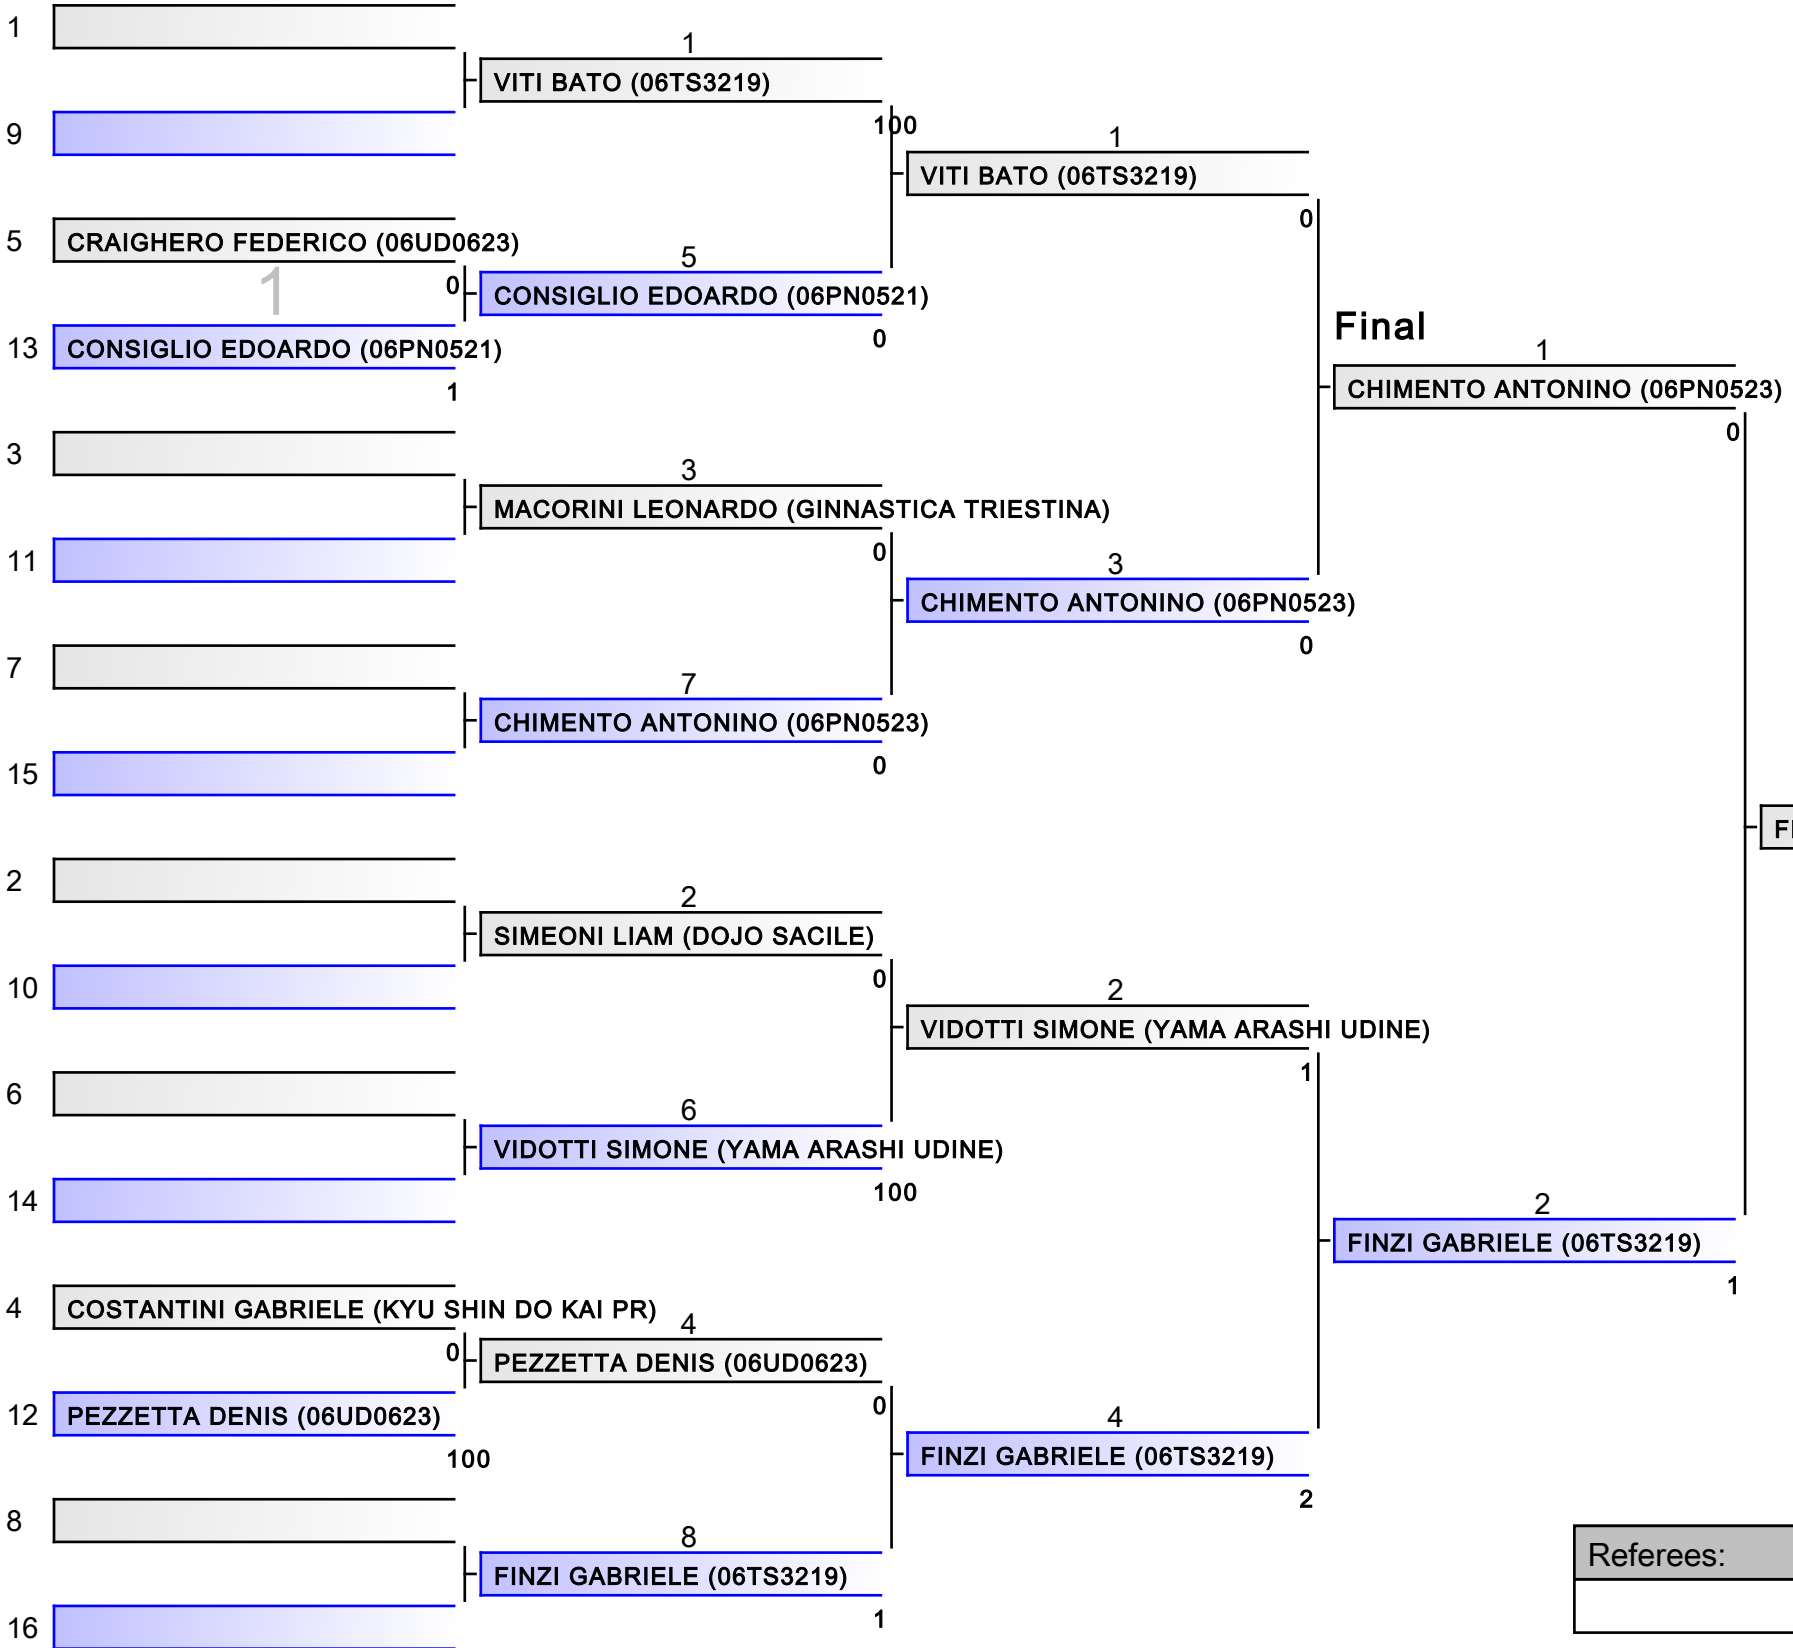 1
1
VITI BATO (06TS3219)
9
100
1
VITI BATO (06TS3219)
0
5
CRAIGHERO FEDERICO (06UD0623)
1
0
5
CONSIGLIO EDOARDO (06PN0521)
0
13
CONSIGLIO EDOARDO (06PN0521)
1
Final
1
CHIMENTO ANTONINO (06PN0523)
0
3
3
MACORINI LEONARDO (GINNASTICA TRIESTINA)
0
11
3
CHIMENTO ANTONINO (06PN0523)
0
7
7
CHIMENTO ANTONINO (06PN0523)
0
15
2
2
SIMEONI LIAM (DOJO SACILE)
0
10
2
VIDOTTI SIMONE (YAMA ARASHI UDINE)
1
6
6
VIDOTTI SIMONE (YAMA ARASHI UDINE)
100
14
2
FINZI GABRIELE (06TS3219)
1
4
COSTANTINI GABRIELE (KYU SHIN DO KAI PR)
0
4
PEZZETTA DENIS (06UD0623)
0
12
PEZZETTA DENIS (06UD0623)
100
4
FINZI GABRIELE (06TS3219)
2
8
8
FINZI GABRIELE (06TS3219)
1
16
Referees: